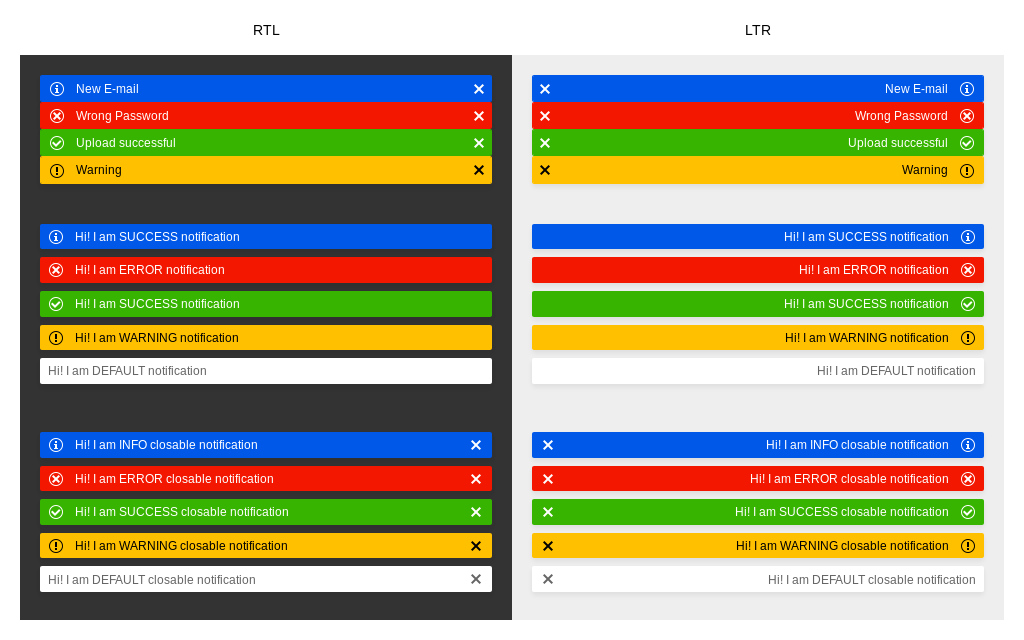 RTL
New E-mail
Wrong Password
Upload successful
Warning
Hi! I am SUCCESS notification
Hi! I am ERROR notification
Hi! I am SUCCESS notification
Hi! I am WARNING notification
Hi! I am DEFAULT notification
Hi! I am INFO closable notification
Hi! I am ERROR closable notification
Hi! I am SUCCESS closable notification
Hi! I am WARNING closable notification
Hi! I am DEFAULT closable notification
LTR
New E-mail
Wrong Password
Upload successful
Warning
Hi! I am SUCCESS notification
Hi! I am ERROR notification
Hi! I am SUCCESS notification
Hi! I am WARNING notification
Hi! I am DEFAULT notification
Hi! I am INFO closable notification
Hi! I am ERROR closable notification
Hi! I am SUCCESS closable notification
Hi! I am WARNING closable notification
Hi! I am DEFAULT closable notification